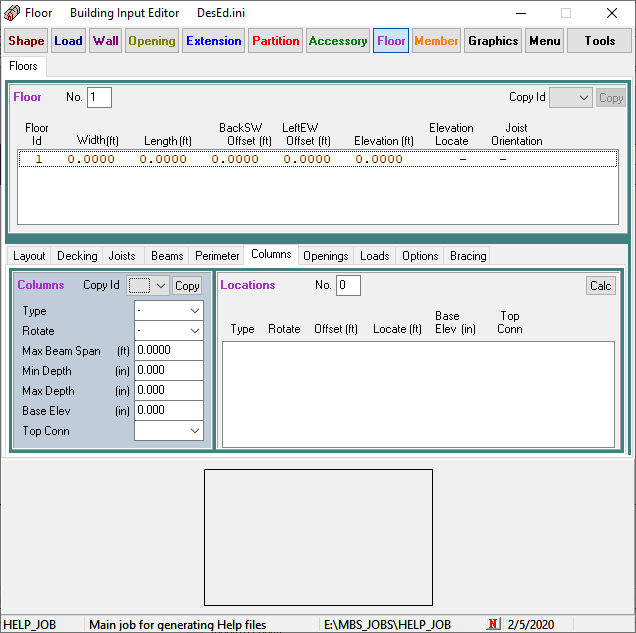 Floor Building Input Editor DesEd.ini
Shape Load Wall Opening Extension Partition Accessory Floor Member Graphics Menu Tools
Floors
Floor No. 1 Copy Id Copy
Floor Id Width(ft) Length(ft) BackSW Offset (ft) LeftEW Offset (ft) Elevation (ft) Elevation Locate Joist Orientation
1 0.0000 0.0000 0.0000 0.0000 0.0000 - -
Layout Decking Joists Beams Perimeter Columns Openings Loads Options Bracing
Columns Copy Id Copy
Type -
Rotate -
Max Beam Span (ft) 0.0000
Min Depth (in) 0.000
Max Depth (in) 0.000
Base Elev (in) 0.000
Top Conn
Locations No. 0 Calc
Type Rotate Offset (ft) Locate (ft) Base Elev (in) Top Conn
HELP_JOB Main job for generating Help files E:\MBS_JOBS\HELP_JOB N 2/5/2020